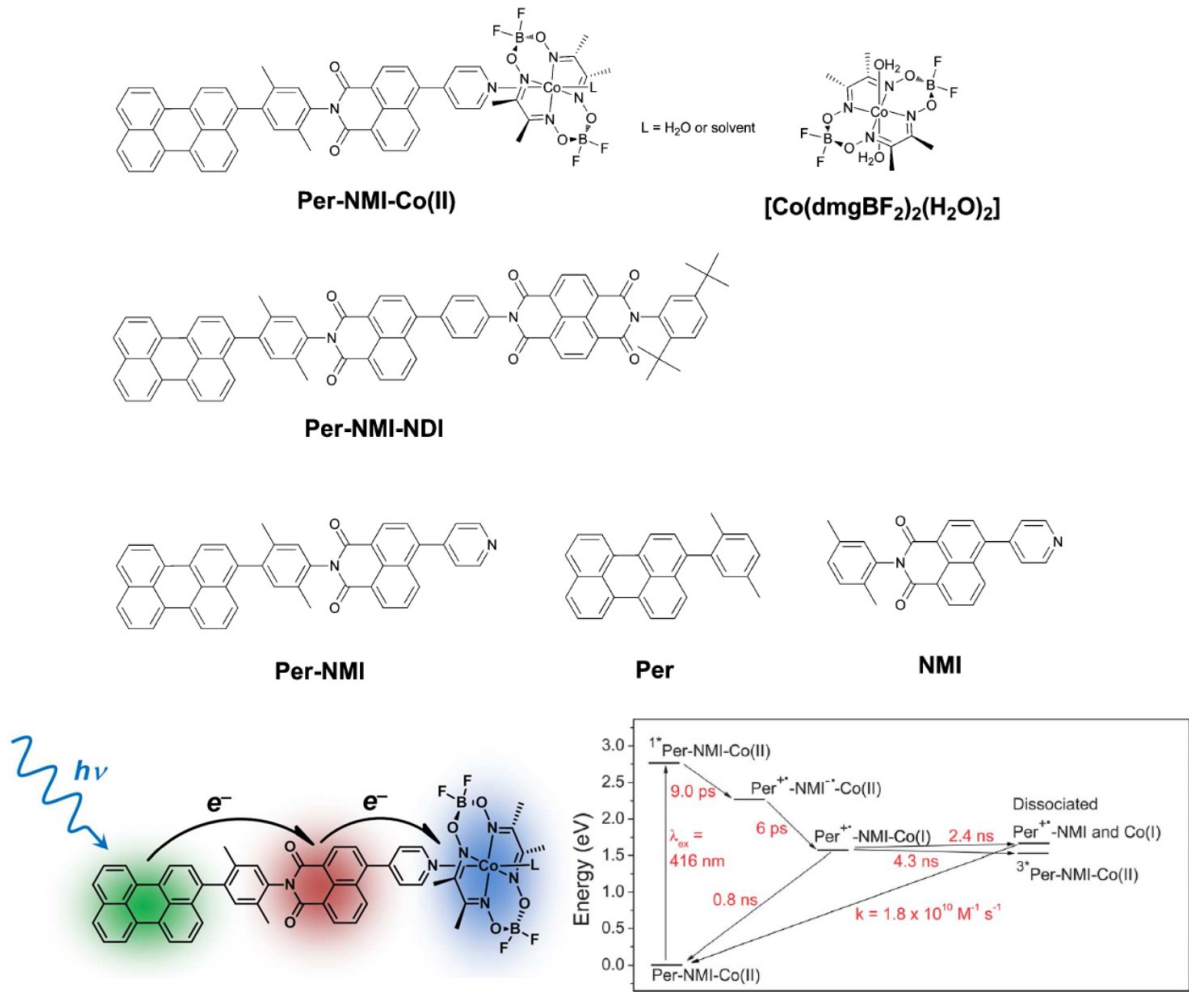 L = H₂O or solvent
Per-NMI-Co(II)
[Co(dmgBF₂)₂(H₂O)₂]
Per-NMI-NDI
Per-NMI
Per
NMI
hν
e⁻
e⁻
Energy (eV)
3.0
2.5
2.0
1.5
1.0
0.5
0.0
¹*Per-NMI-Co(II)
9.0 ps
Per⁺•-NMI⁻•-Co(II)
6 ps
λₑₓ =
416 nm
Per⁺•-NMI-Co(I)
Dissociated
Per⁺•-NMI and Co(I)
2.4 ns
4.3 ns
³*Per-NMI-Co(II)
0.8 ns
k = 1.8 x 10¹⁰ M⁻¹ s⁻¹
Per-NMI-Co(II)